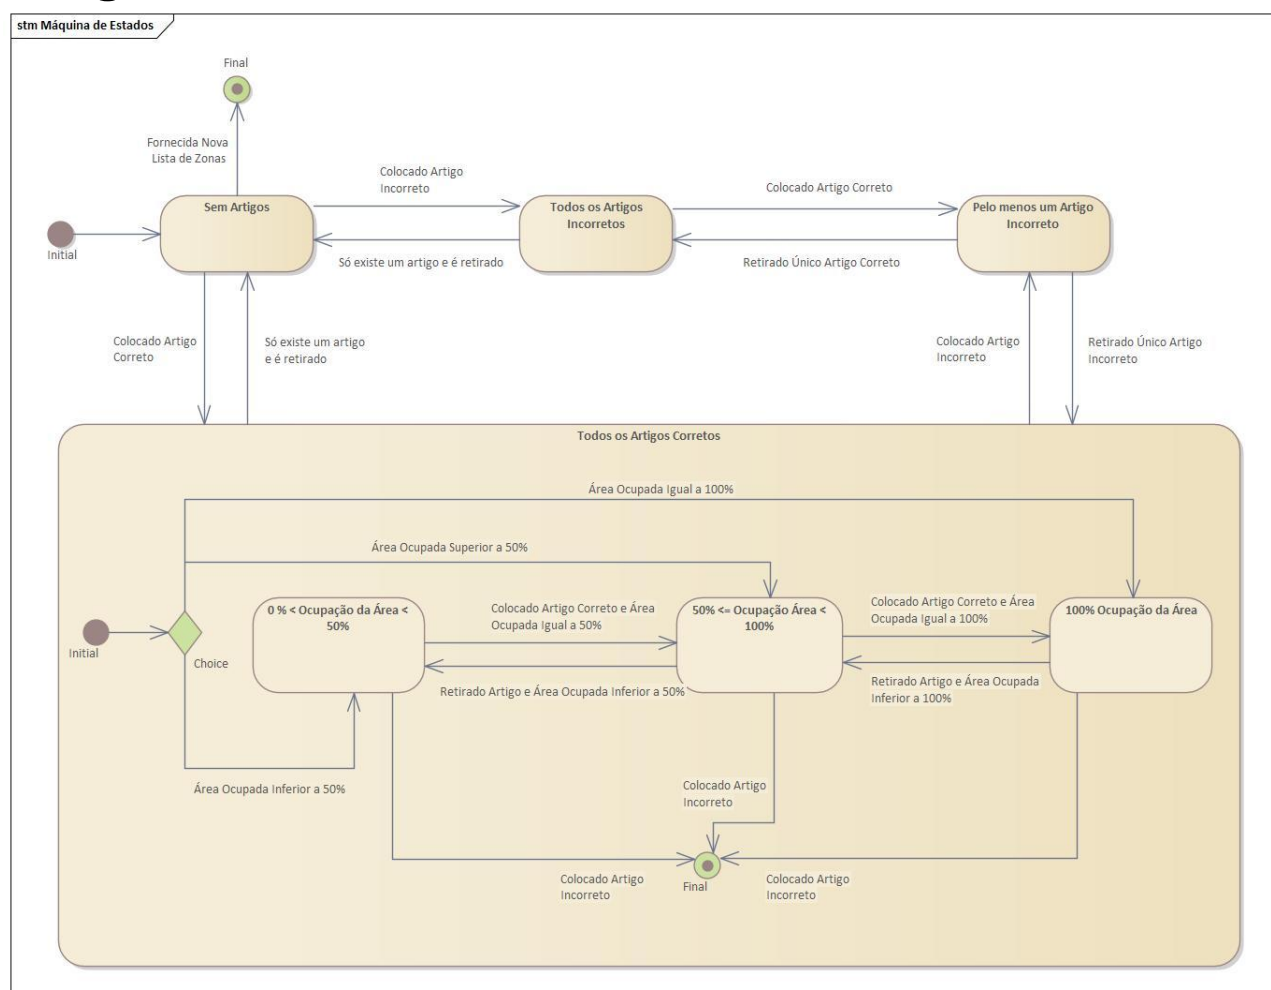 stm Máquina de Estados
Final
Fornecida Nova
Lista de Zonas
Colocado Artigo
Incorreto
Colocado Artigo Correto
Sem Artigos
Todos os Artigos
Incorretos
Pelo menos um Artigo
Incorreto
Initial
Só existe um artigo e é retirado
Retirado Único Artigo Correto
Colocado Artigo
Correto
Só existe um artigo
e é retirado
Colocado Artigo
Incorreto
Retirado Único Artigo
Incorreto
Todos os Artigos Corretos
Área Ocupada Igual a 100%
Área Ocupada Superior a 50%
0 % < Ocupação da Área <
50%
Colocado Artigo Correto e Área
Ocupada Igual a 50%
50% <= Ocupação Área <
100%
Colocado Artigo Correto e Área
Ocupada Igual a 100%
100% Ocupação da Área
Initial
Choice
Retirado Artigo e Área Ocupada Inferior a 50%
Retirado Artigo e Área Ocupada
Inferior a 100%
Área Ocupada Inferior a 50%
Colocado Artigo
Incorreto
Colocado Artigo
Incorreto
Final
Colocado Artigo
Incorreto